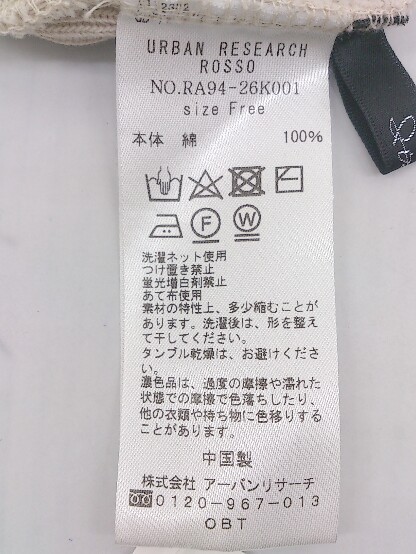 URBAN RESEARCH
ROSSO
NO.RA94-26K001
size Free
本体 綿 100%
F W
洗濯ネット使用
つけ置き禁止
蛍光増白剤禁止
あて布使用
素材の特性上、多少縮むことが
あります。洗濯後は、形を整え
て干してください。
タンブル乾燥は、お避けくださ
い。
濃色品は、過度の摩擦や濡れた
状態での摩擦で色落ちしたり、
他の衣類や持ち物に色移りする
ことがあります。
中国製
株式会社 アーバンリサーチ
0120-967-013
OBT